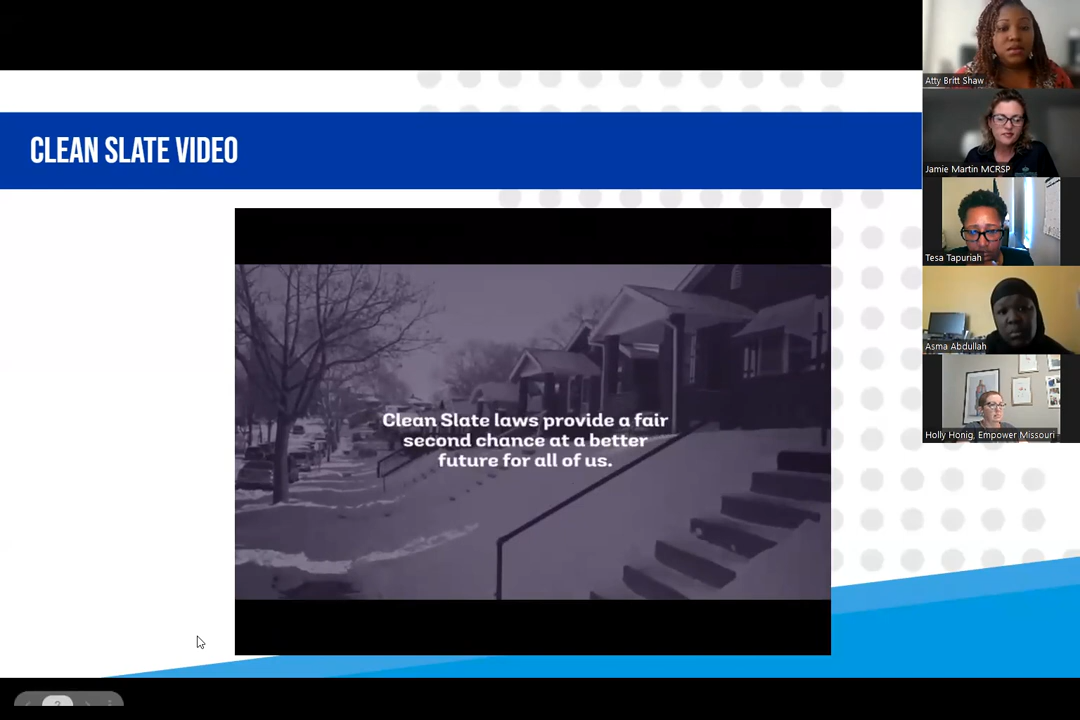 CLEAN SLATE VIDEO
Clean Slate laws provide a fair
second chance at a better
future for all of us.
Atty Britt Shaw
Jamie Martin MCRSP
Tesa Tapuriah
Asma Abdullah
Holly Honig, Empower Missouri